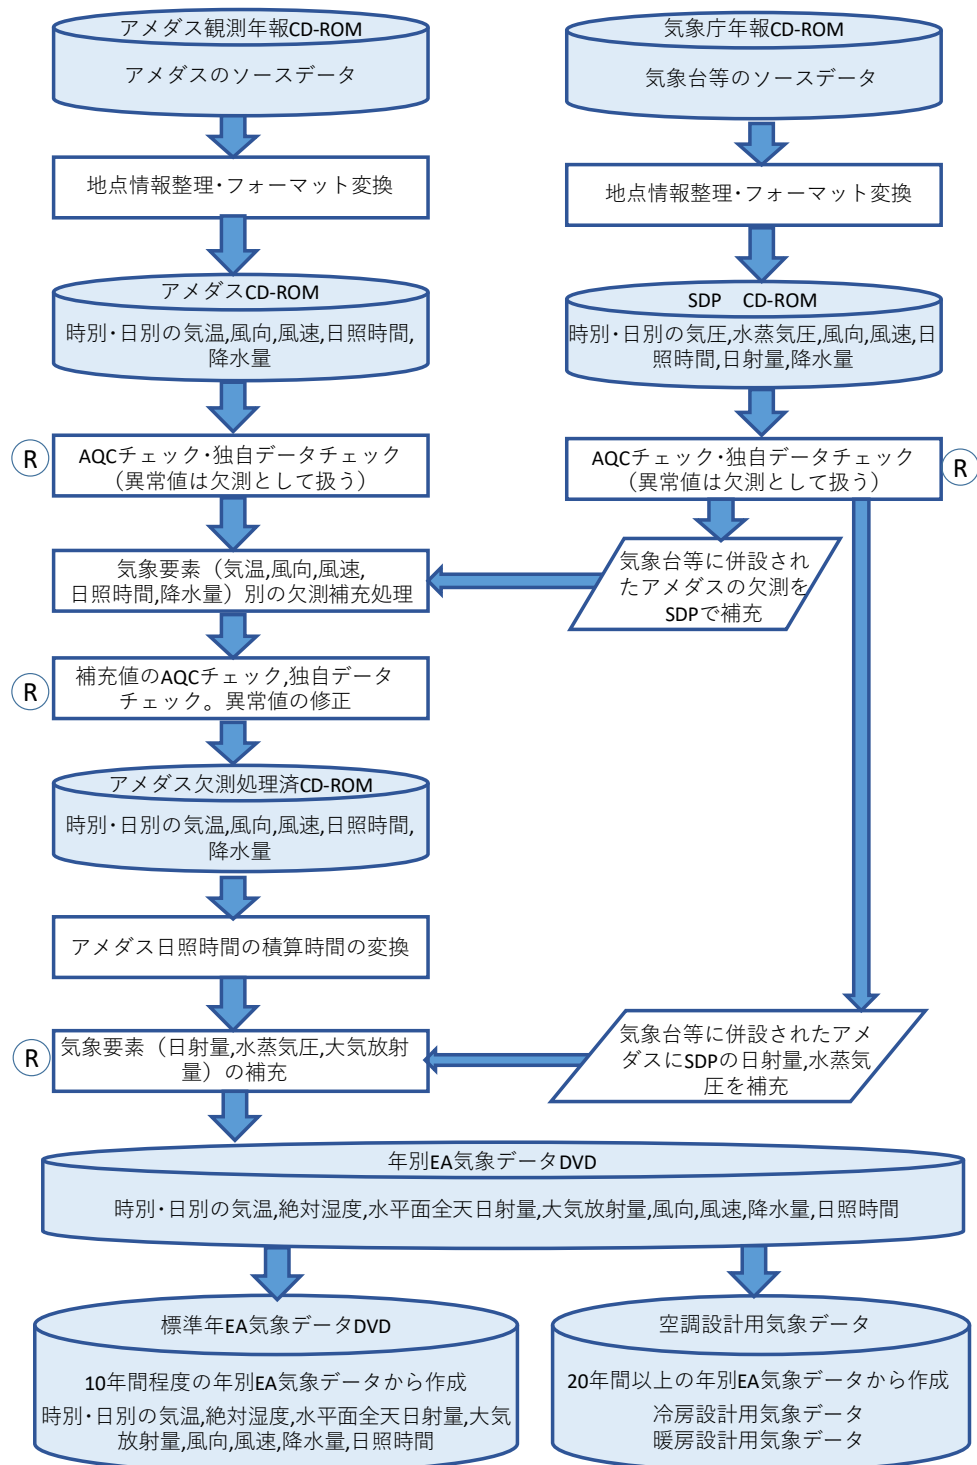 アメダス観測年報CD-ROM
アメダスのソースデータ
気象庁年報CD-ROM
気象台等のソースデータ
地点情報整理・フォーマット変換
地点情報整理・フォーマット変換
アメダスCD-ROM
時別・日別の気温,風向,風速,日照時間,
降水量
SDP CD-ROM
時別・日別の気圧,水蒸気圧,風向,風速,日
照時間,日射量,降水量
R
AQCチェック・独自データチェック
（異常値は欠測として扱う）
AQCチェック・独自データチェック
（異常値は欠測として扱う）
R
気象要素（気温,風向,風速,
日照時間,降水量）別の欠測補充処理
気象台等に併設され
たアメダスの欠測を
SDPで補充
R
補充値のAQCチェック,独自データ
チェック。異常値の修正
アメダス欠測処理済CD-ROM
時別・日別の気温,風向,風速,日照時間,
降水量
アメダス日照時間の積算時間の変換
R
気象要素（日射量,水蒸気圧,大気放射
量）の補充
気象台等に併設されたアメ
ダスにSDPの日射量,水蒸気
圧を補充
年別EA気象データDVD
時別・日別の気温,絶対湿度,水平面全天日射量,大気放射量,風向,風速,降水量,日照時間
標準年EA気象データDVD
10年間程度の年別EA気象データから作成
時別・日別の気温,絶対湿度,水平面全天日射量,大気
放射量,風向,風速,降水量,日照時間
空調設計用気象データ
20年間以上の年別EA気象データから作成
冷房設計用気象データ
暖房設計用気象データ